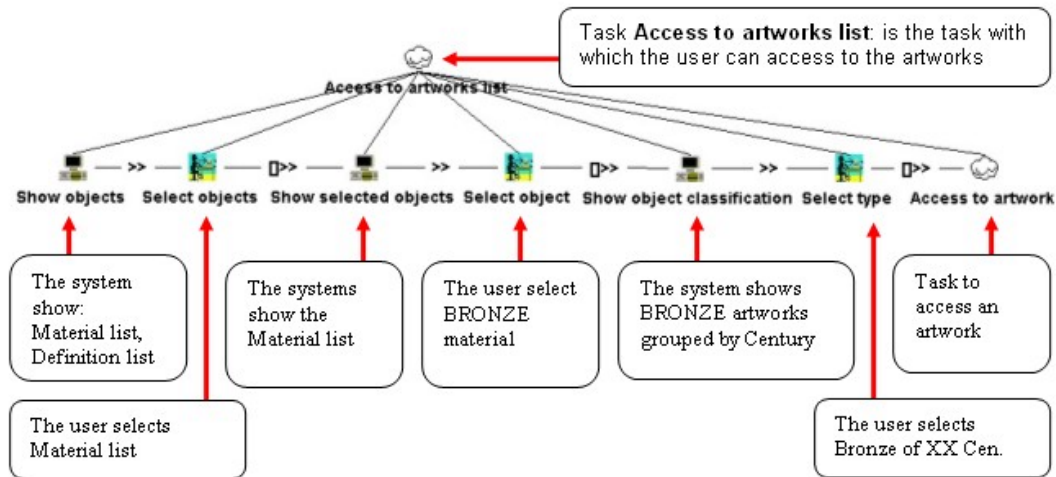 Task Access to artworks list: is the task with
which the user can access to the artworks
Access to artworks list
>> []>> >> []>> >> []>>
Show objects Select objects Show selected objects Select object Show object classification Select type Access to artwork
The system
show:
Material list,
Definition list
The systems
show the
Material list
The user select
BRONZE
material
The system shows
BRONZE artworks
grouped by Century
Task to
access an
artwork
The user selects
Material list
The user selects
Bronze of XX Cen.